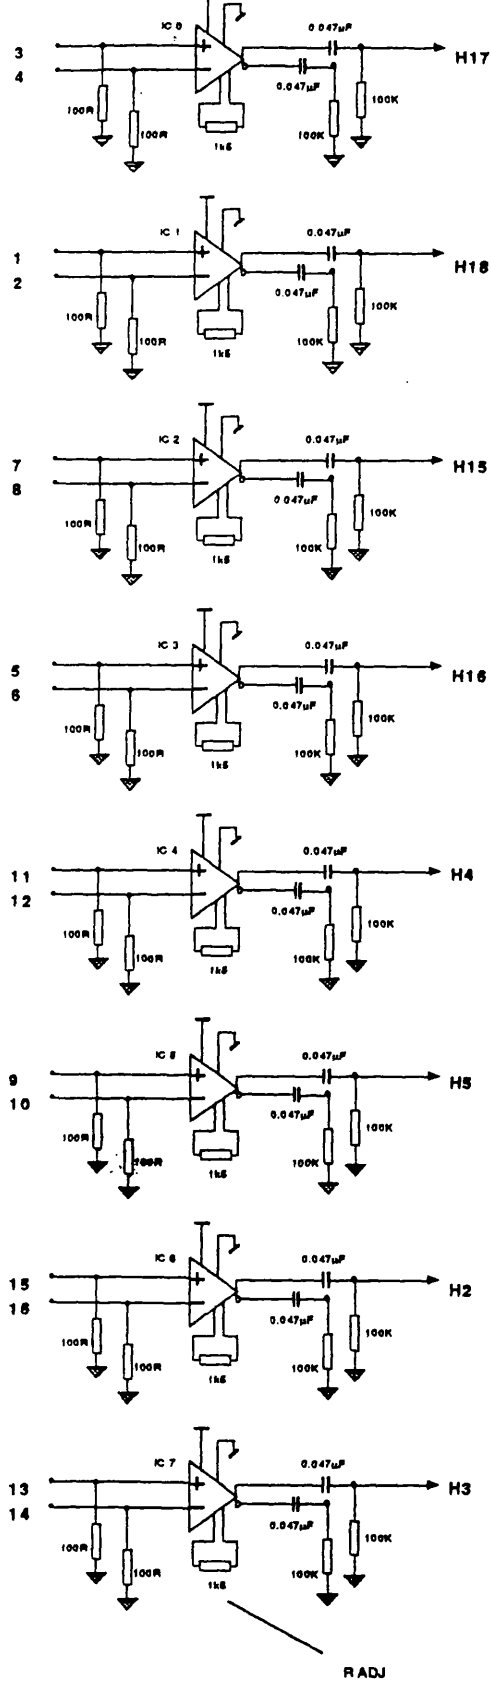 IC 0
0.047µF
3
H17
4
0.047µF
100R
100R
100K
100K
1k5
IC 1
0.047µF
1
H18
2
0.047µF
100R
100R
100K
100K
1k5
IC 2
0.047µF
7
H15
8
0.047µF
100R
100R
100K
100K
1k5
IC 3
0.047µF
5
H16
6
0.047µF
100R
100R
100K
100K
1k5
IC 4
0.047µF
11
H4
12
0.047µF
100R
100R
100K
100K
1k5
IC 5
0.047µF
9
H5
10
0.047µF
100R
100R
100K
100K
1k5
IC 6
0.047µF
15
H2
16
0.047µF
100R
100R
100K
100K
1k5
IC 7
0.047µF
13
H3
14
0.047µF
100R
100R
100K
100K
1k5
R ADJ